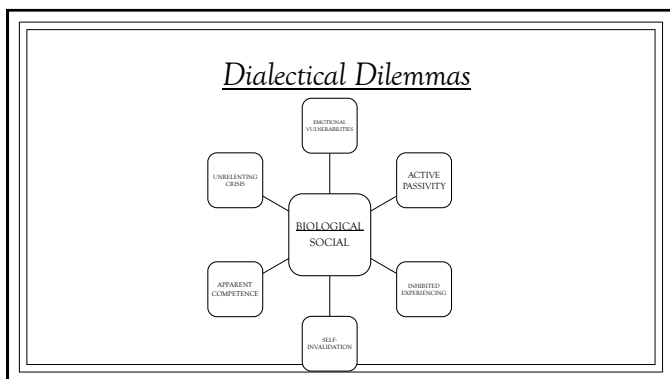 Dialectical Dilemmas
EMOTIONAL
VULNERABILITIES
UNRELENTING
CRISIS
ACTIVE
PASSIVITY
BIOLOGICAL
SOCIAL
APPARENT
COMPETENCE
INHIBITED
EXPERIENCING
SELF-
INVALIDATION